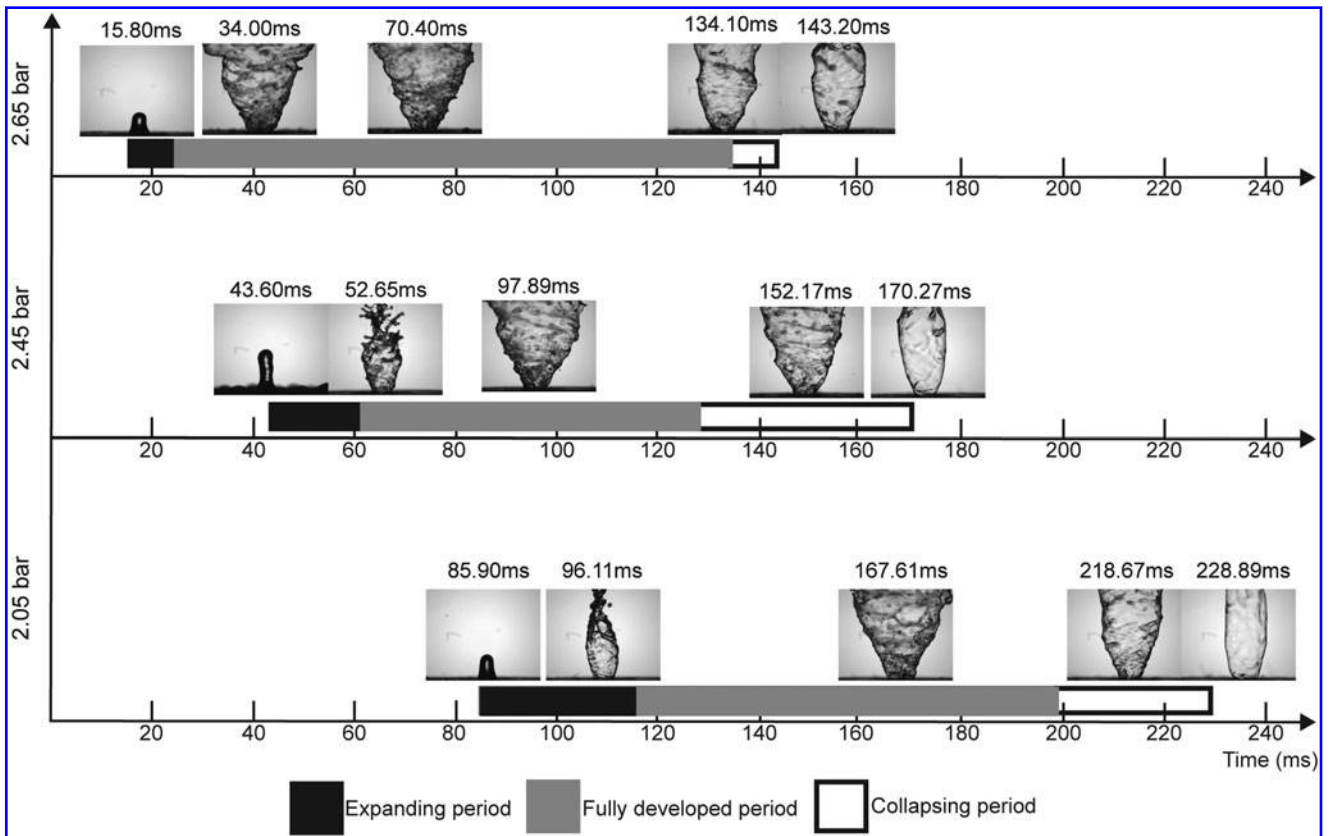 15.80ms 34.00ms 70.40ms 134.10ms 143.20ms
2.65 bar
20 40 60 80 100 120 140 160 180 200 220 240
43.60ms 52.65ms 97.89ms 152.17ms 170.27ms
2.45 bar
20 40 60 80 100 120 140 160 180 200 220 240
85.90ms 96.11ms 167.61ms 218.67ms 228.89ms
2.05 bar
20 40 60 80 100 120 140 160 180 200 220 240
Time (ms)
Expanding period Fully developed period Collapsing period